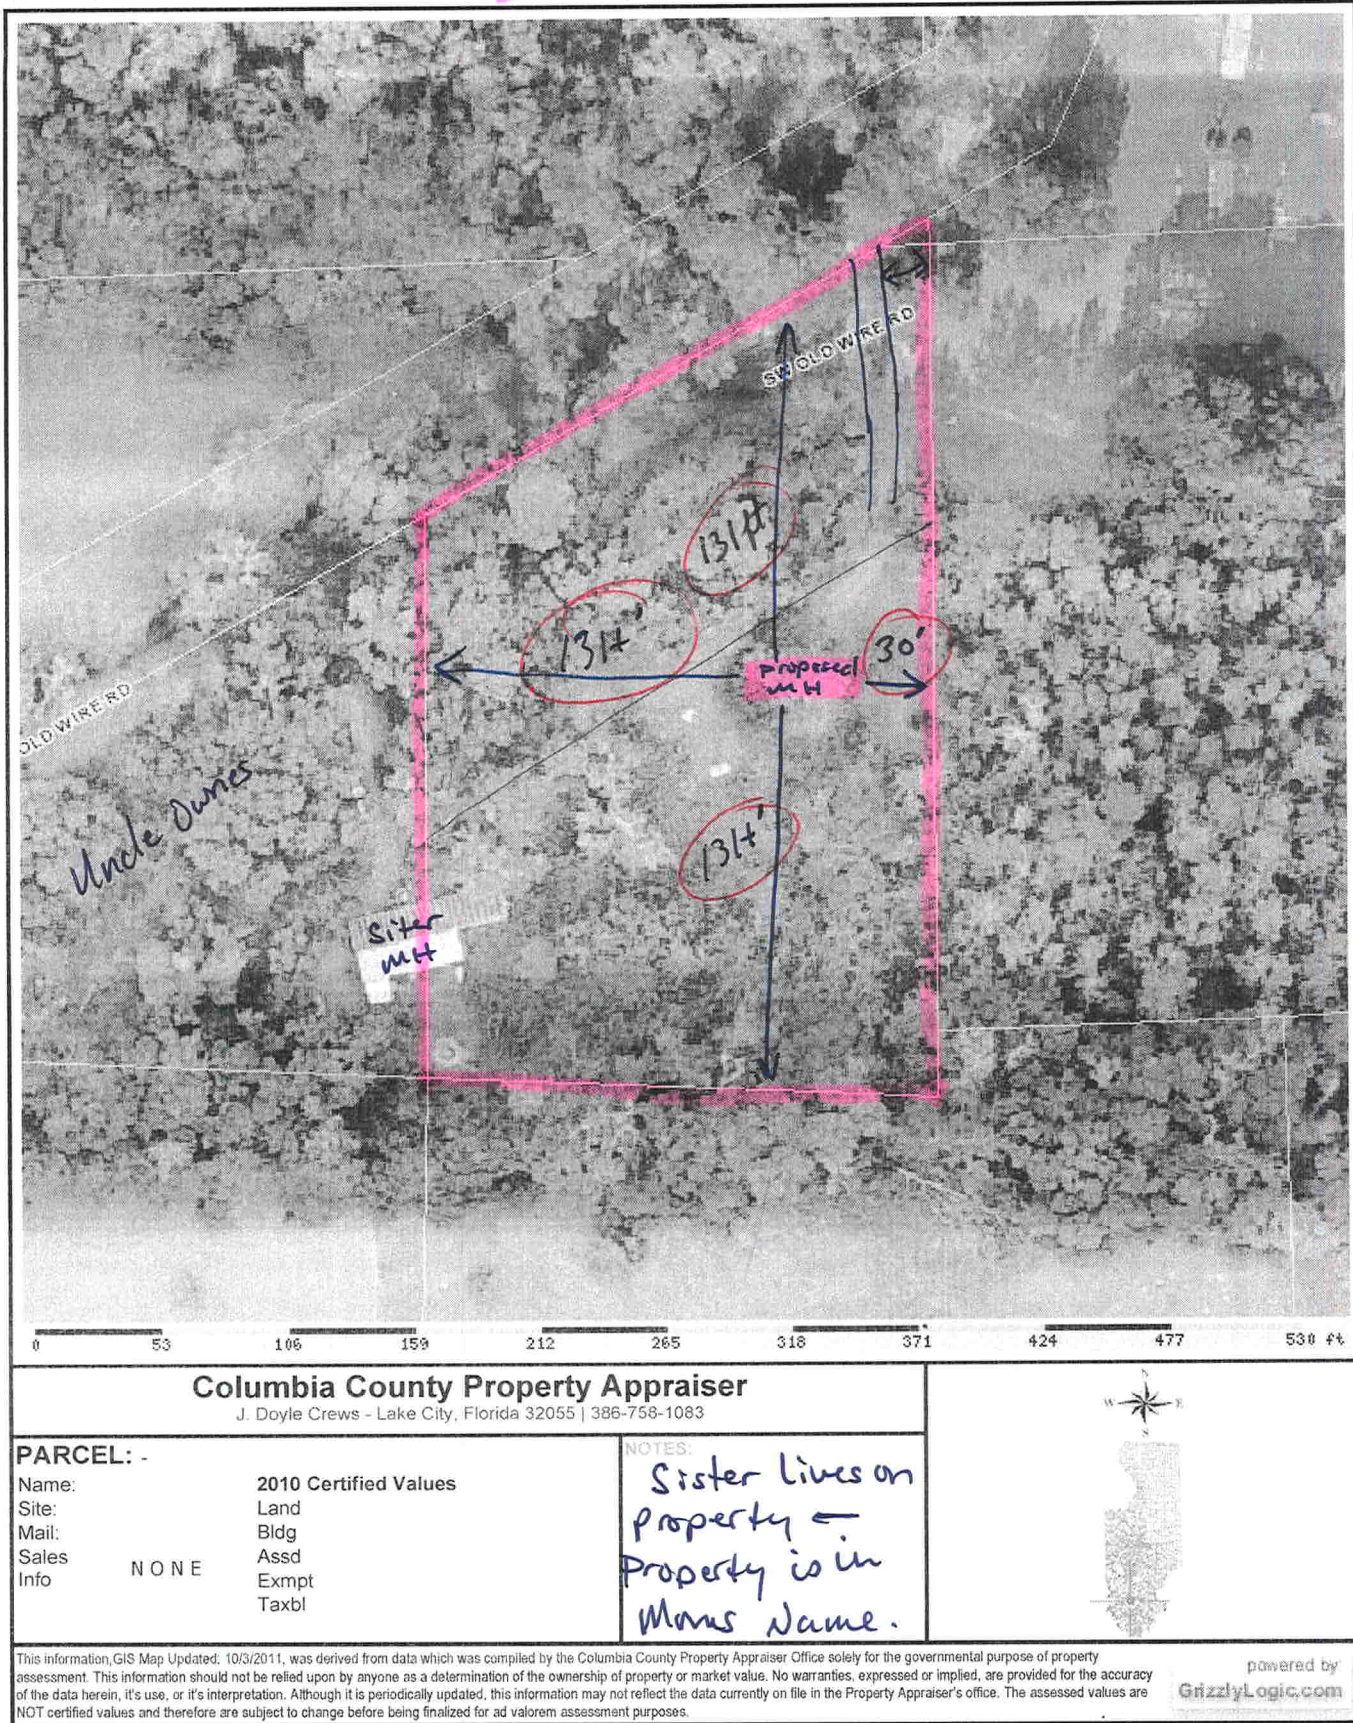 SW OLD WIRE RD
131ft
131t'
30'
proposed
MH
OLD WIRE RD
Uncle Ownes
131t'
Siter
MH
0 53 106 159 212 265 318 371 424 477 530 ft
Columbia County Property Appraiser
J. Doyle Crews - Lake City, Florida 32055 | 386-758-1083
PARCEL: -
Name:
Site:
Mail:
Sales
Info
NONE
2010 Certified Values
Land
Bldg
Assd
Exmpt
Taxbl
NOTES:
Sister Lives on
property -
Property is in
Moms Name.
N
W E
S
This information,GIS Map Updated: 10/3/2011, was derived from data which was compiled by the Columbia County Property Appraiser Office solely for the governmental purpose of property
assessment. This information should not be relied upon by anyone as a determination of the ownership of property or market value. No warranties, expressed or implied, are provided for the accuracy
of the data herein, it's use, or it's interpretation. Although it is periodically updated, this information may not reflect the data currently on file in the Property Appraiser's office. The assessed values are
NOT certified values and therefore are subject to change before being finalized for ad valorem assessment purposes.
powered by
GrizzlyLogic.com